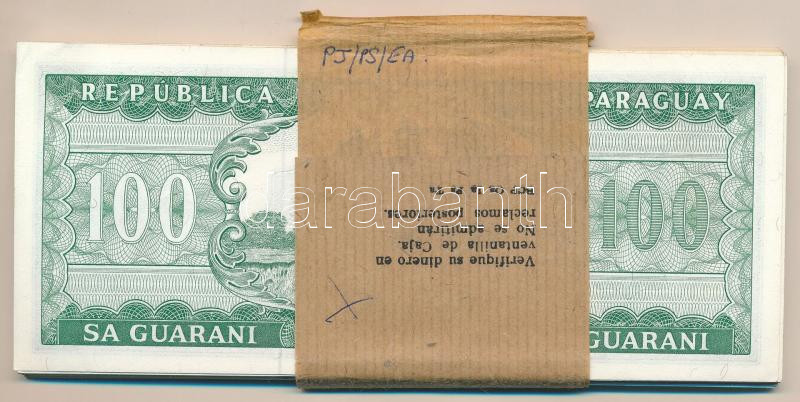 PJ/PS/EA.
REPÚBLICA PARAGUAY
100 100
Verifique su dinero en
ventanilla de Caja.
No se admitirán
reclamos posteriores.
darabanth
SA GUARANI GUARANI